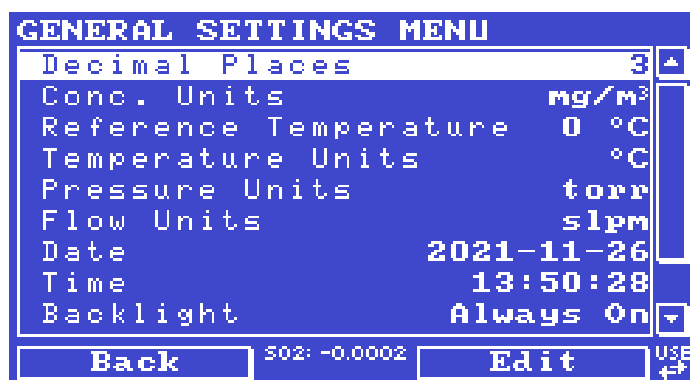 GENERAL SETTINGS MENU
Decimal Places 3
Conc. Units mg/m³
Reference Temperature 0 °C
Temperature Units °C
Pressure Units torr
Flow Units slpm
Date 2021-11-26
Time 13:50:28
Backlight Always On
Back SO2: -0.0002 Edit USB